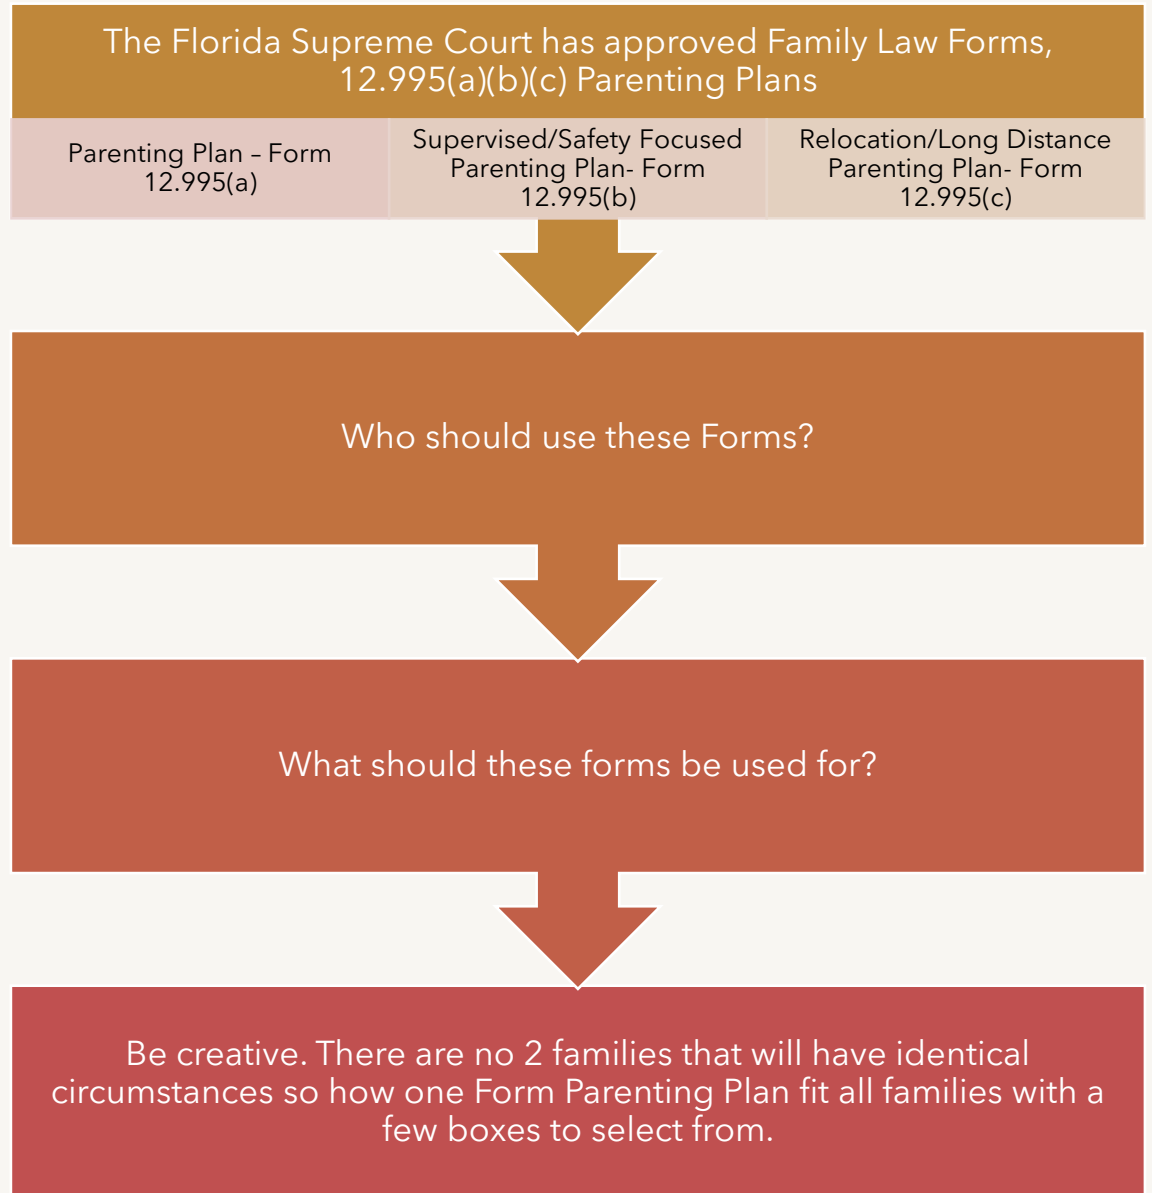 The Florida Supreme Court has approved Family Law Forms,
12.995(a)(b)(c) Parenting Plans
Parenting Plan – Form
12.995(a)
Supervised/Safety Focused
Parenting Plan- Form
12.995(b)
Relocation/Long Distance
Parenting Plan- Form
12.995(c)
Who should use these Forms?
What should these forms be used for?
Be creative. There are no 2 families that will have identical
circumstances so how one Form Parenting Plan fit all families with a
few boxes to select from.